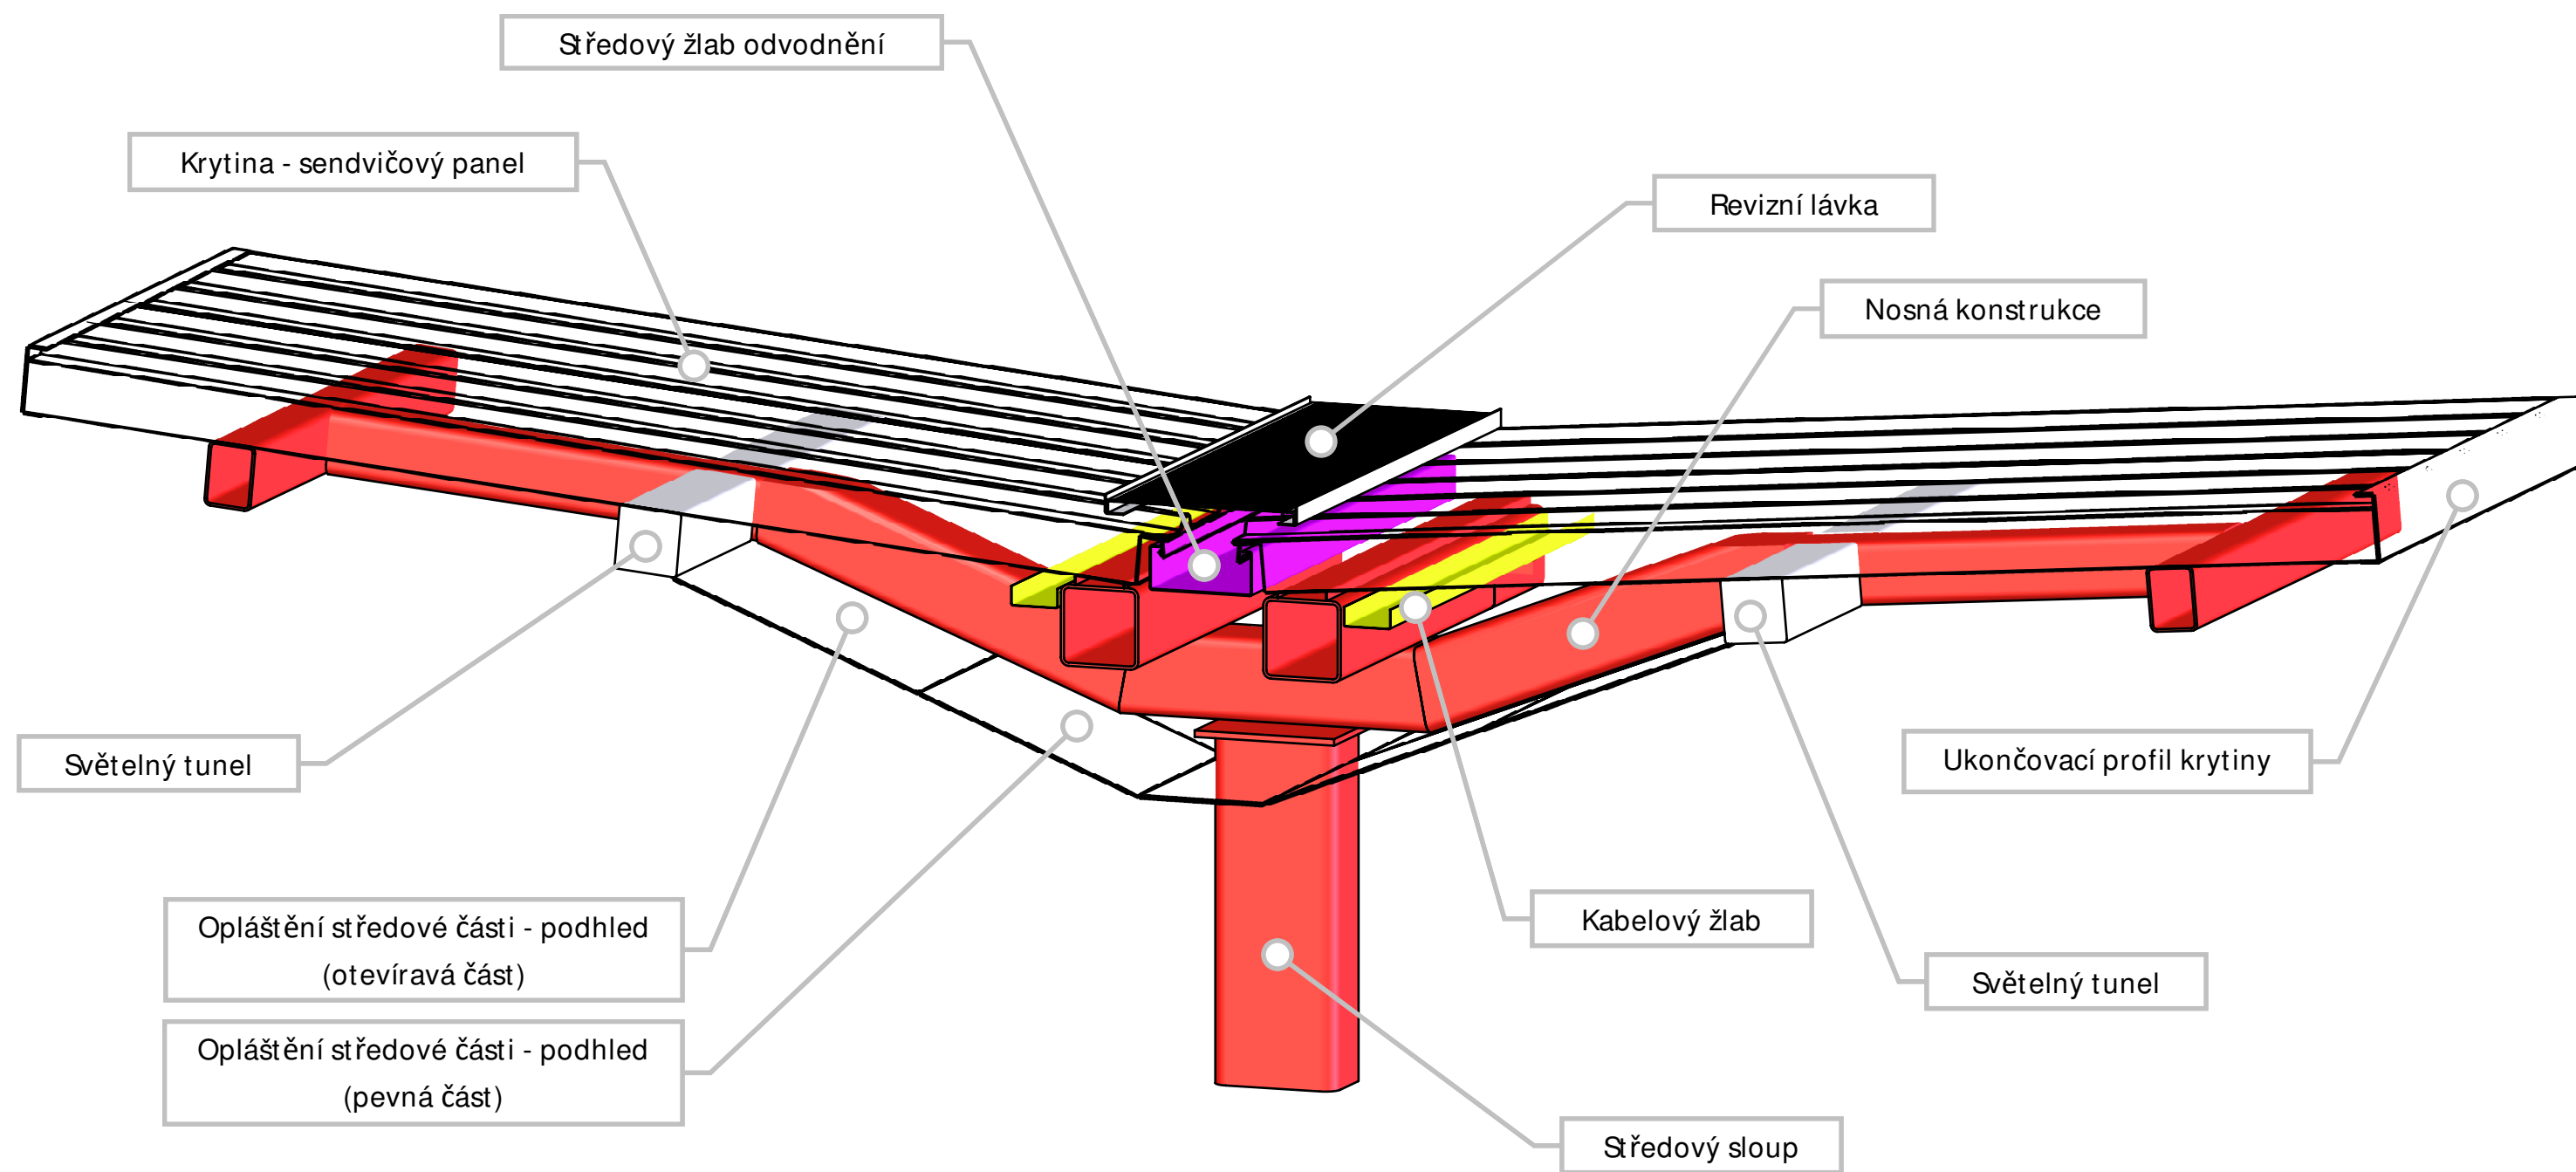 Středový žlab odvodnění
Krytina - sendvičový panel
Revizní lávka
Nosná konstrukce
Světelný tunel
Ukončovací profil krytiny
Opláštění středové části - podhled
(otevíravá část)
Kabelový žlab
Světelný tunel
Opláštění středové části - podhled
(pevná část)
Středový sloup